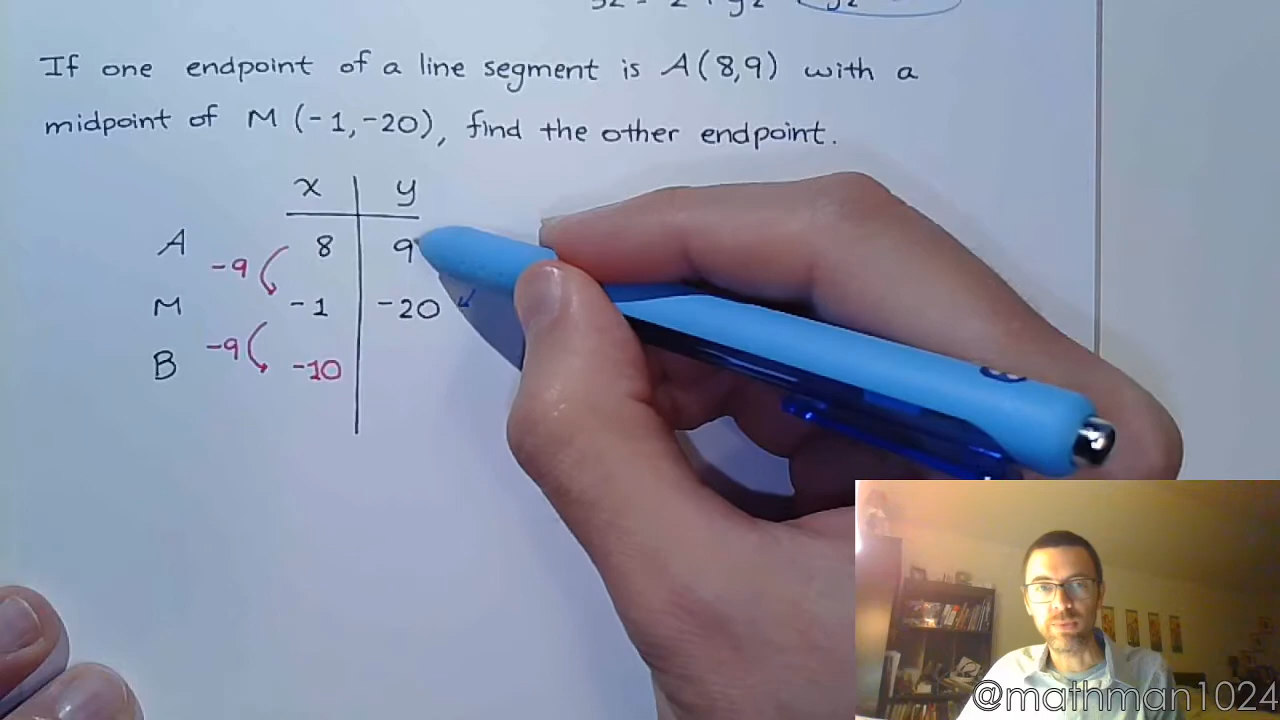 If one endpoint of a line segment is A(8,9) with a
midpoint of M (-1,-20), find the other endpoint.
x y
A 8 9
-9
M -1 -20
-9
B -10
@mathman1024